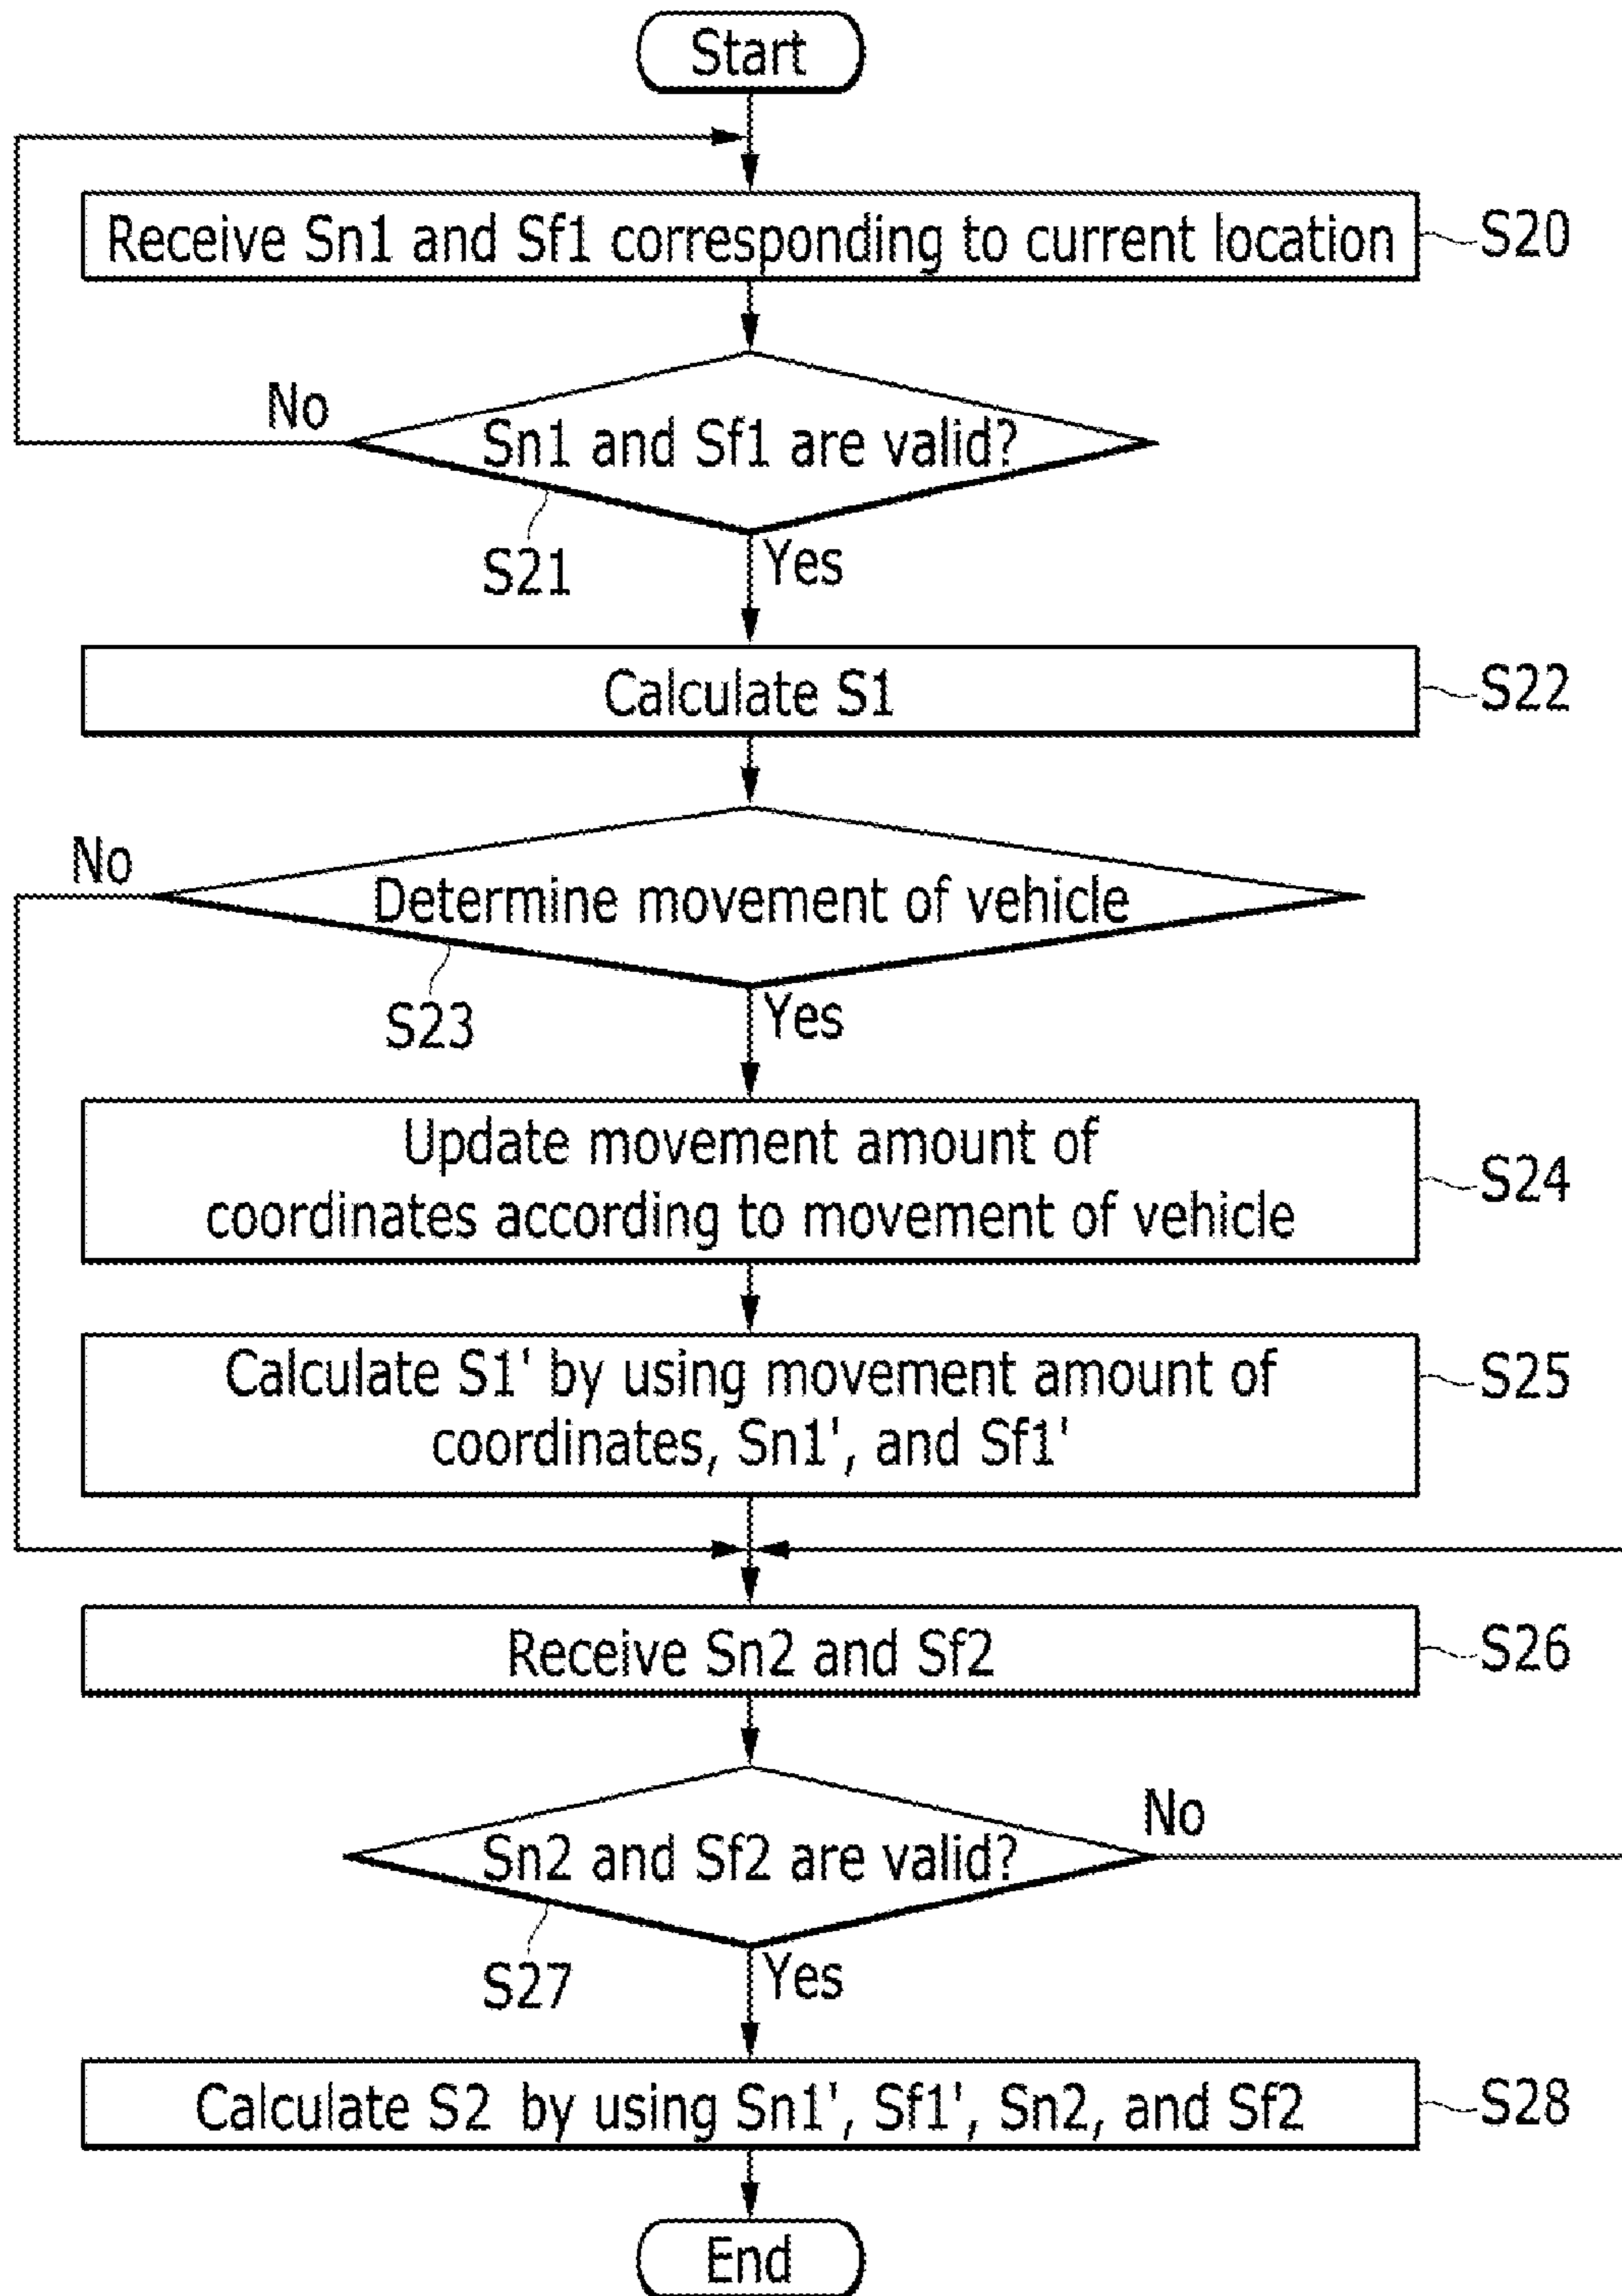 Start
Receive Sn1 and Sf1 corresponding to current location
S20
No
Sn1 and Sf1 are valid?
S21
Yes
Calculate S1
S22
No
Determine movement of vehicle
S23
Yes
Update movement amount of
coordinates according to movement of vehicle
S24
Calculate S1' by using movement amount of
coordinates, Sn1', and Sf1'
S25
Receive Sn2 and Sf2
S26
No
Sn2 and Sf2 are valid?
S27
Yes
Calculate S2 by using Sn1', Sf1', Sn2, and Sf2
S28
End